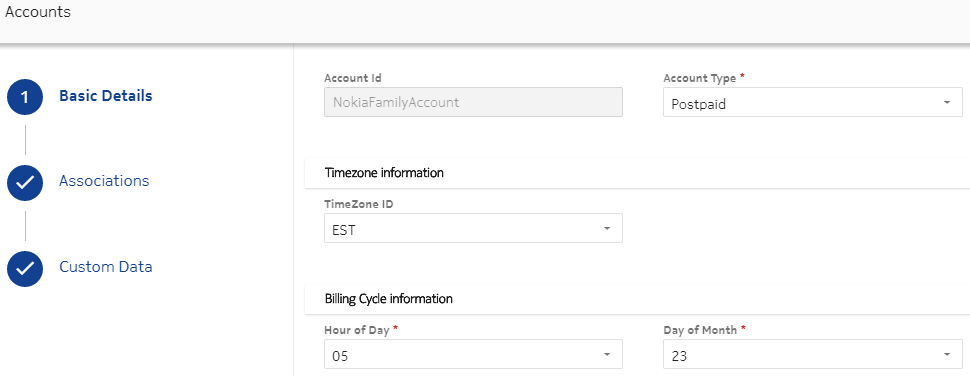 Accounts
1 Basic Details
Associations
Custom Data
Account Id
NokiaFamilyAccount
Account Type *
Postpaid
Timezone information
TimeZone ID
EST
Billing Cycle information
Hour of Day *
05
Day of Month *
23